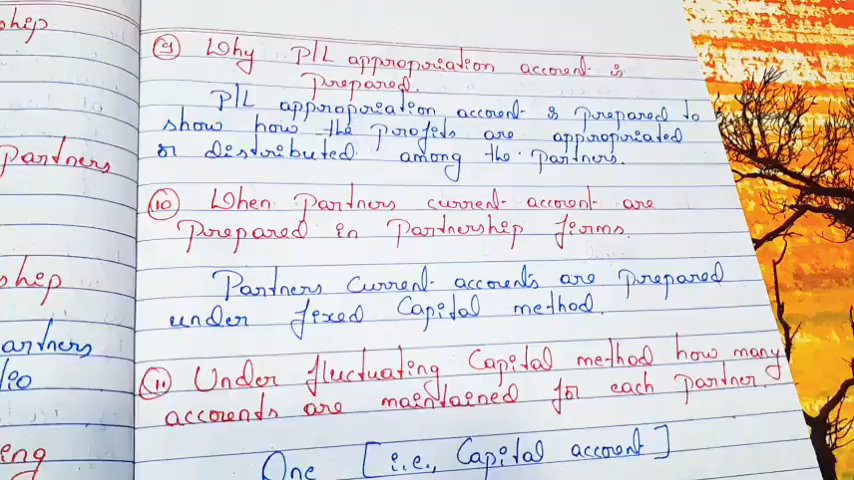 ship
partners
ship
artners
eng
9 Why P/L appropriation account is
prepared.
P/L appropriation account is prepared to
show how the profits are appropriated
or distributed among the partners.
10 When partners current account are
prepared in partnership firms.
Partners Current accounts are prepared
under fixed Capital method.
11 Under fluctuating Capital method how many
accounts are maintained for each partner.
One [i.e., Capital account]